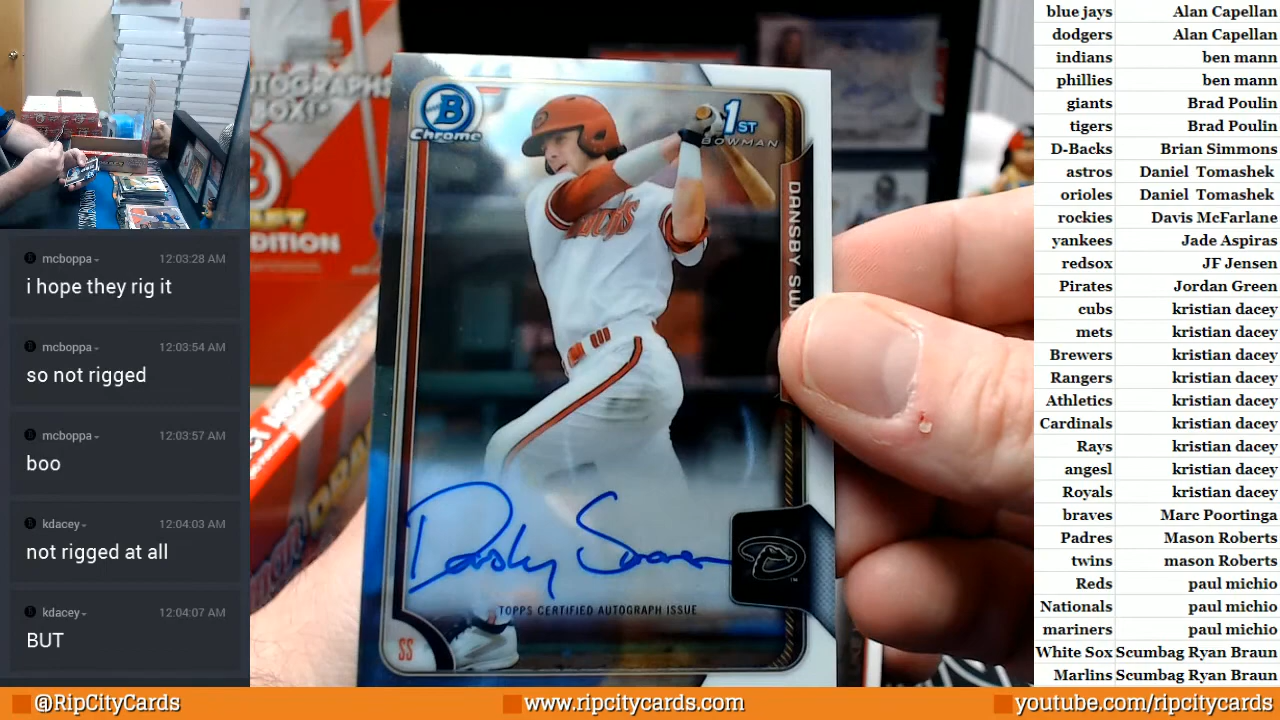 mcboppa 12:03:28 AM
i hope they rig it
mcboppa 12:03:54 AM
so not rigged
mcboppa 12:03:57 AM
boo
kdacey 12:04:03 AM
not rigged at all
kdacey 12:04:07 AM
BUT
AUTOGRAPHS
BOX!*
EDITION
B
Chrome
1ST
BOWMAN
DANSBY
Dansby Swanson
TOPPS CERTIFIED AUTOGRAPH ISSUE
SS
blue jays Alan Capellan
dodgers Alan Capellan
indians ben mann
phillies ben mann
giants Brad Poulin
tigers Brad Poulin
D-Backs Brian Simmons
astros Daniel Tomashek
orioles Daniel Tomashek
rockies Davis McFarlane
yankees Jade Aspiras
redsox JF Jensen
Pirates Jordan Green
cubs kristian dacey
mets kristian dacey
Brewers kristian dacey
Rangers kristian dacey
Athletics kristian dacey
Cardinals kristian dacey
Rays kristian dacey
angesl kristian dacey
Royals kristian dacey
braves Marc Poortinga
Padres Mason Roberts
twins mason Roberts
Reds paul michio
Nationals paul michio
mariners paul michio
White Sox Scumbag Ryan Braun
Marlins Scumbag Ryan Braun
@RipCityCards
www.ripcitycards.com
youtube.com/ripcitycards